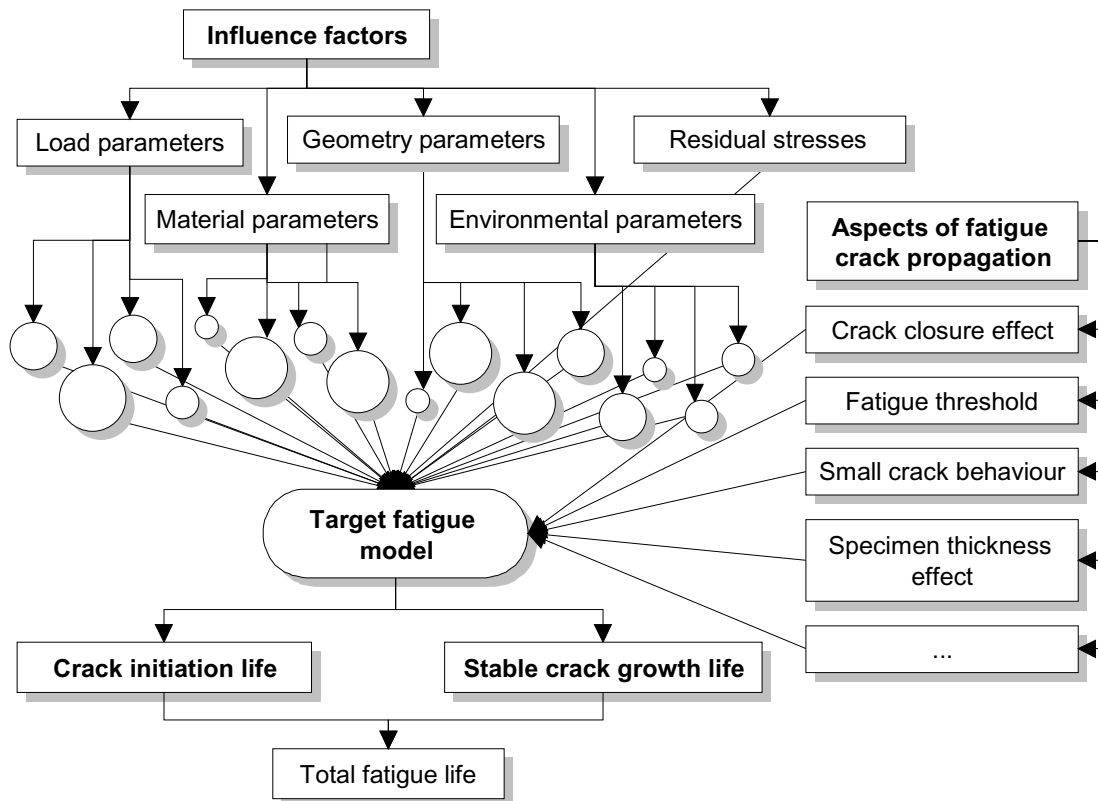 Influence factors
Load parameters
Geometry parameters
Residual stresses
Material parameters
Environmental parameters
Aspects of fatigue
crack propagation
Crack closure effect
Fatigue threshold
Small crack behaviour
Specimen thickness
effect
...
Target fatigue
model
Crack initiation life
Stable crack growth life
Total fatigue life